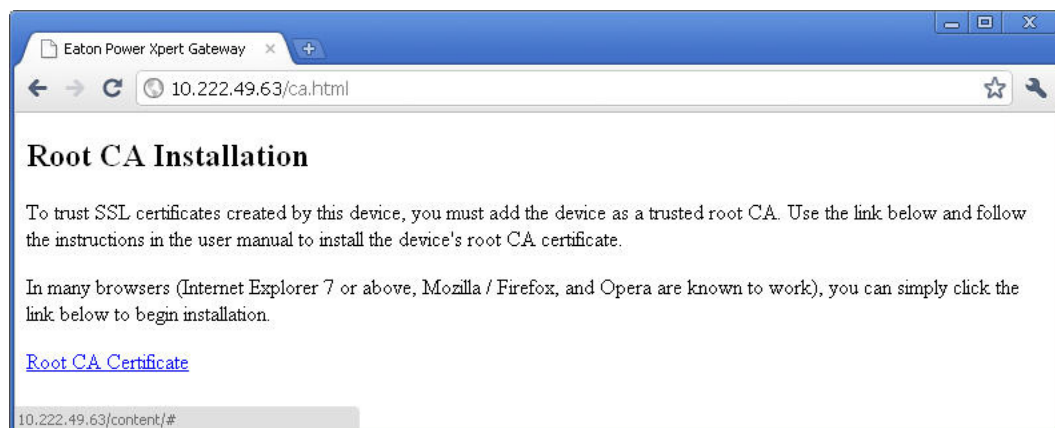 Eaton Power Xpert Gateway
10.222.49.63/ca.html
Root CA Installation
To trust SSL certificates created by this device, you must add the device as a trusted root CA. Use the link below and follow
the instructions in the user manual to install the device's root CA certificate.
In many browsers (Internet Explorer 7 or above, Mozilla / Firefox, and Opera are known to work), you can simply click the
link below to begin installation.
Root CA Certificate
10.222.49.63/content/#